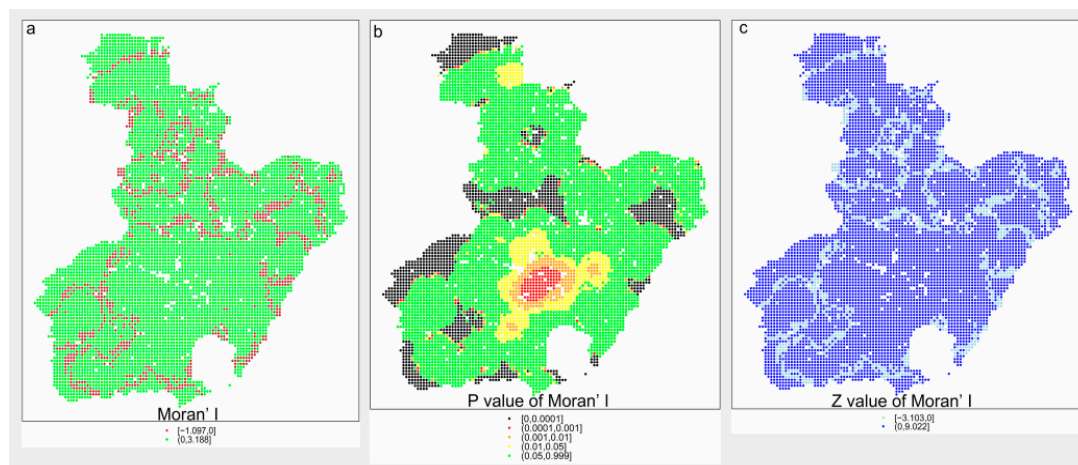 a
Moran' I
[−1.097,0]
(0,3.188]
b
P value of Moran' I
[0,0.0001]
(0.0001,0.001]
(0.001,0.01]
(0.01,0.05]
(0.05,0.999]
c
Z value of Moran' I
[−3.103,0]
(0,9.022]